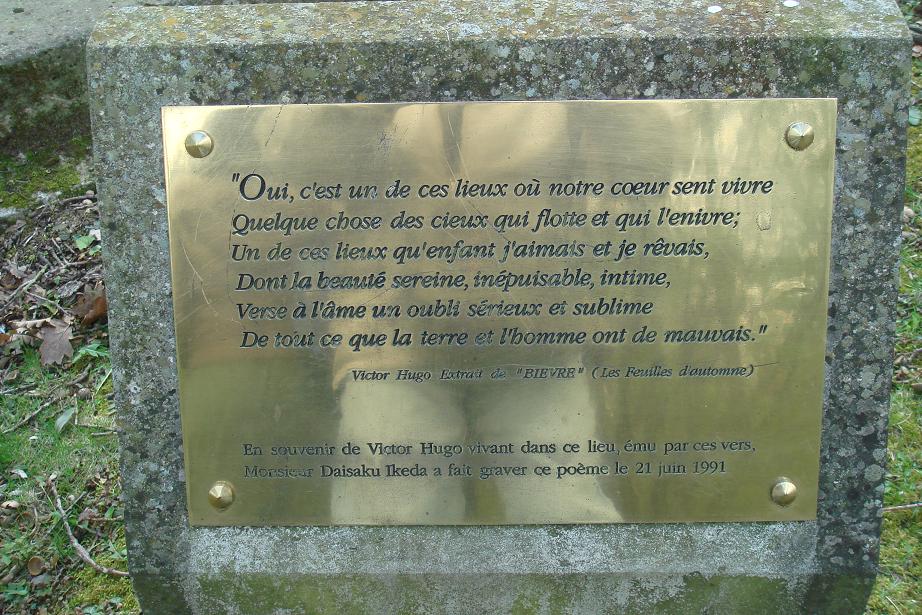 "Oui, c'est un de ces lieux où notre coeur sent vivre
Quelque chose des cieux qui flotte et qui l'enivre;
Un de ces lieux qu'enfant j'aimais et je rêvais,
Dont la beauté sereine, inépuisable, intime,
Verse à l'âme un oubli sérieux et sublime
De tout ce que la terre et l'homme ont de mauvais."
Victor Hugo Extrait de "BIEVRE" (Les Feuilles d'automne)
En souvenir de Victor Hugo vivant dans ce lieu, ému par ces vers,
Monsieur Daisaku Ikeda a fait graver ce poème le 21 juin 1991